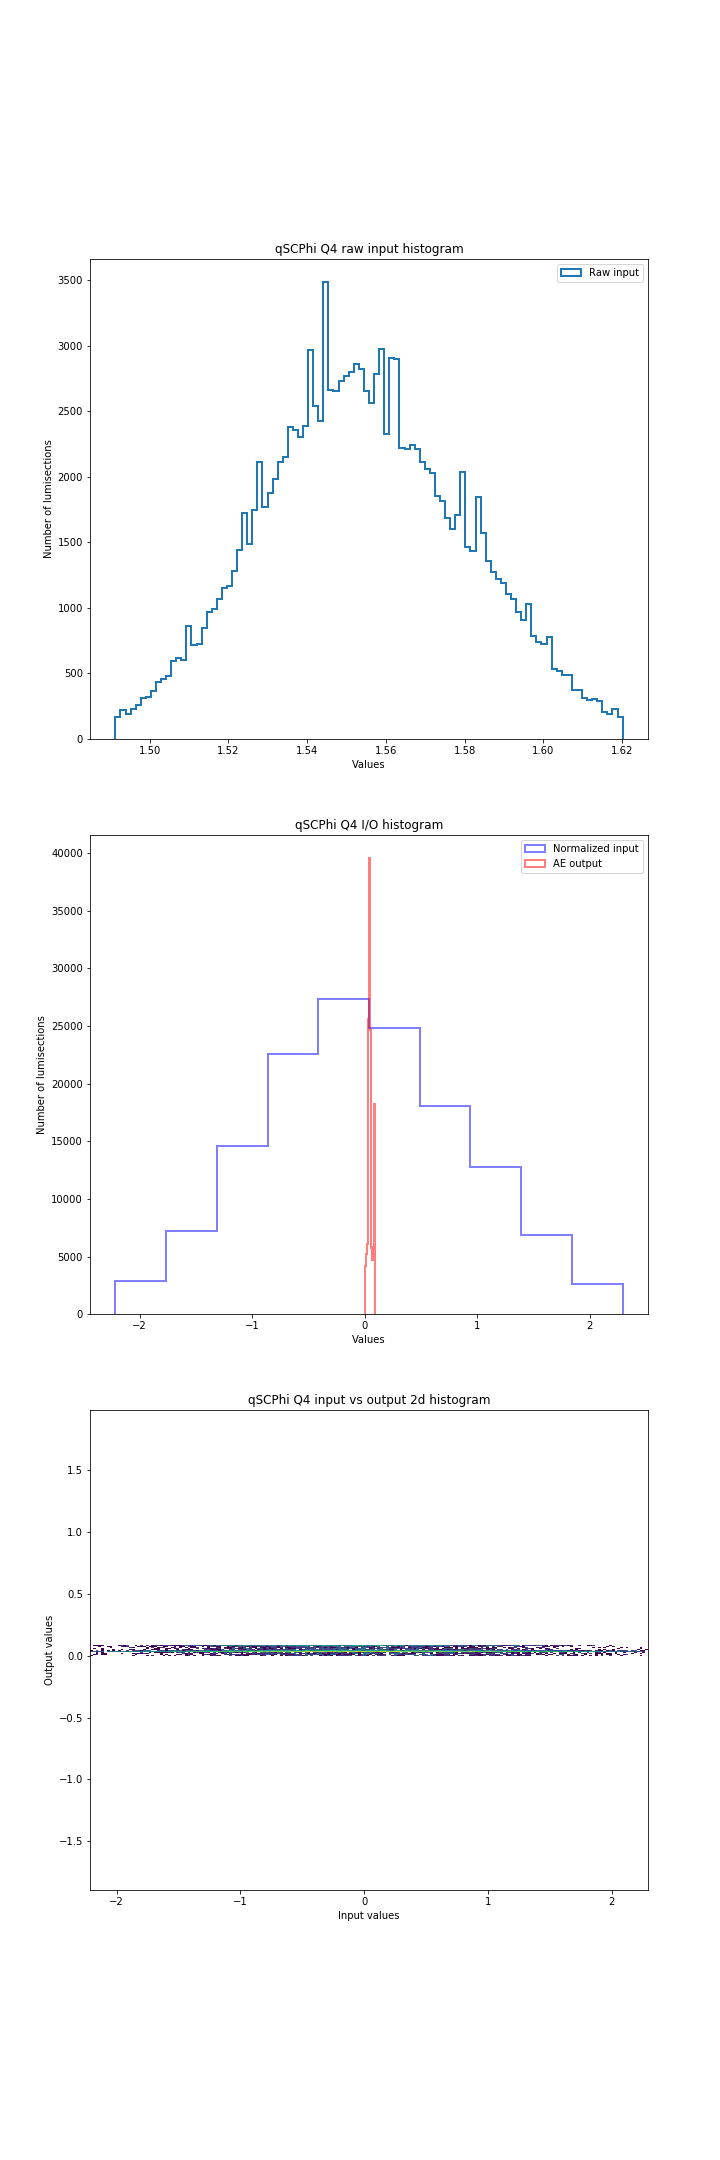 qSCPhi Q4 raw input histogram
Raw input
3500
3000
2500
2000
1500
1000
500
0
Number of lumisections
1.50 1.52 1.54 1.56 1.58 1.60 1.62
Values
qSCPhi Q4 I/O histogram
Normalized input
AE output
40000
35000
30000
25000
20000
15000
10000
5000
0
Number of lumisections
−2 −1 0 1 2
Values
qSCPhi Q4 input vs output 2d histogram
1.5
1.0
0.5
0.0
−0.5
−1.0
−1.5
Output values
−2 −1 0 1 2
Input values